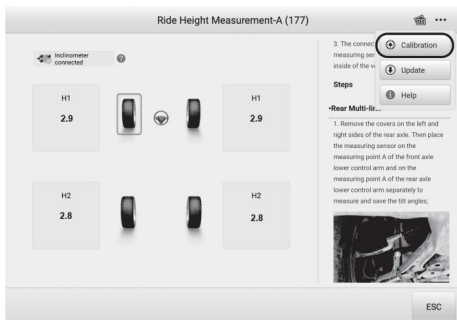 Ride Height Measurement-A (177)
Inclinometer
connected
H1
2.9
H1
2.9
H2
2.8
H2
2.8
3. The connec
measuring ser
inside of the v
Steps
•Rear Multi-li
1. Remove the covers on the left and
right sides of the rear axle. Then place
the measuring sensor on the
measuring point A of the front axle
lower control arm and on the
measuring point A of the rear axle
lower control arm separately to
measure and save the tilt angles;
Calibration
Update
Help
ESC